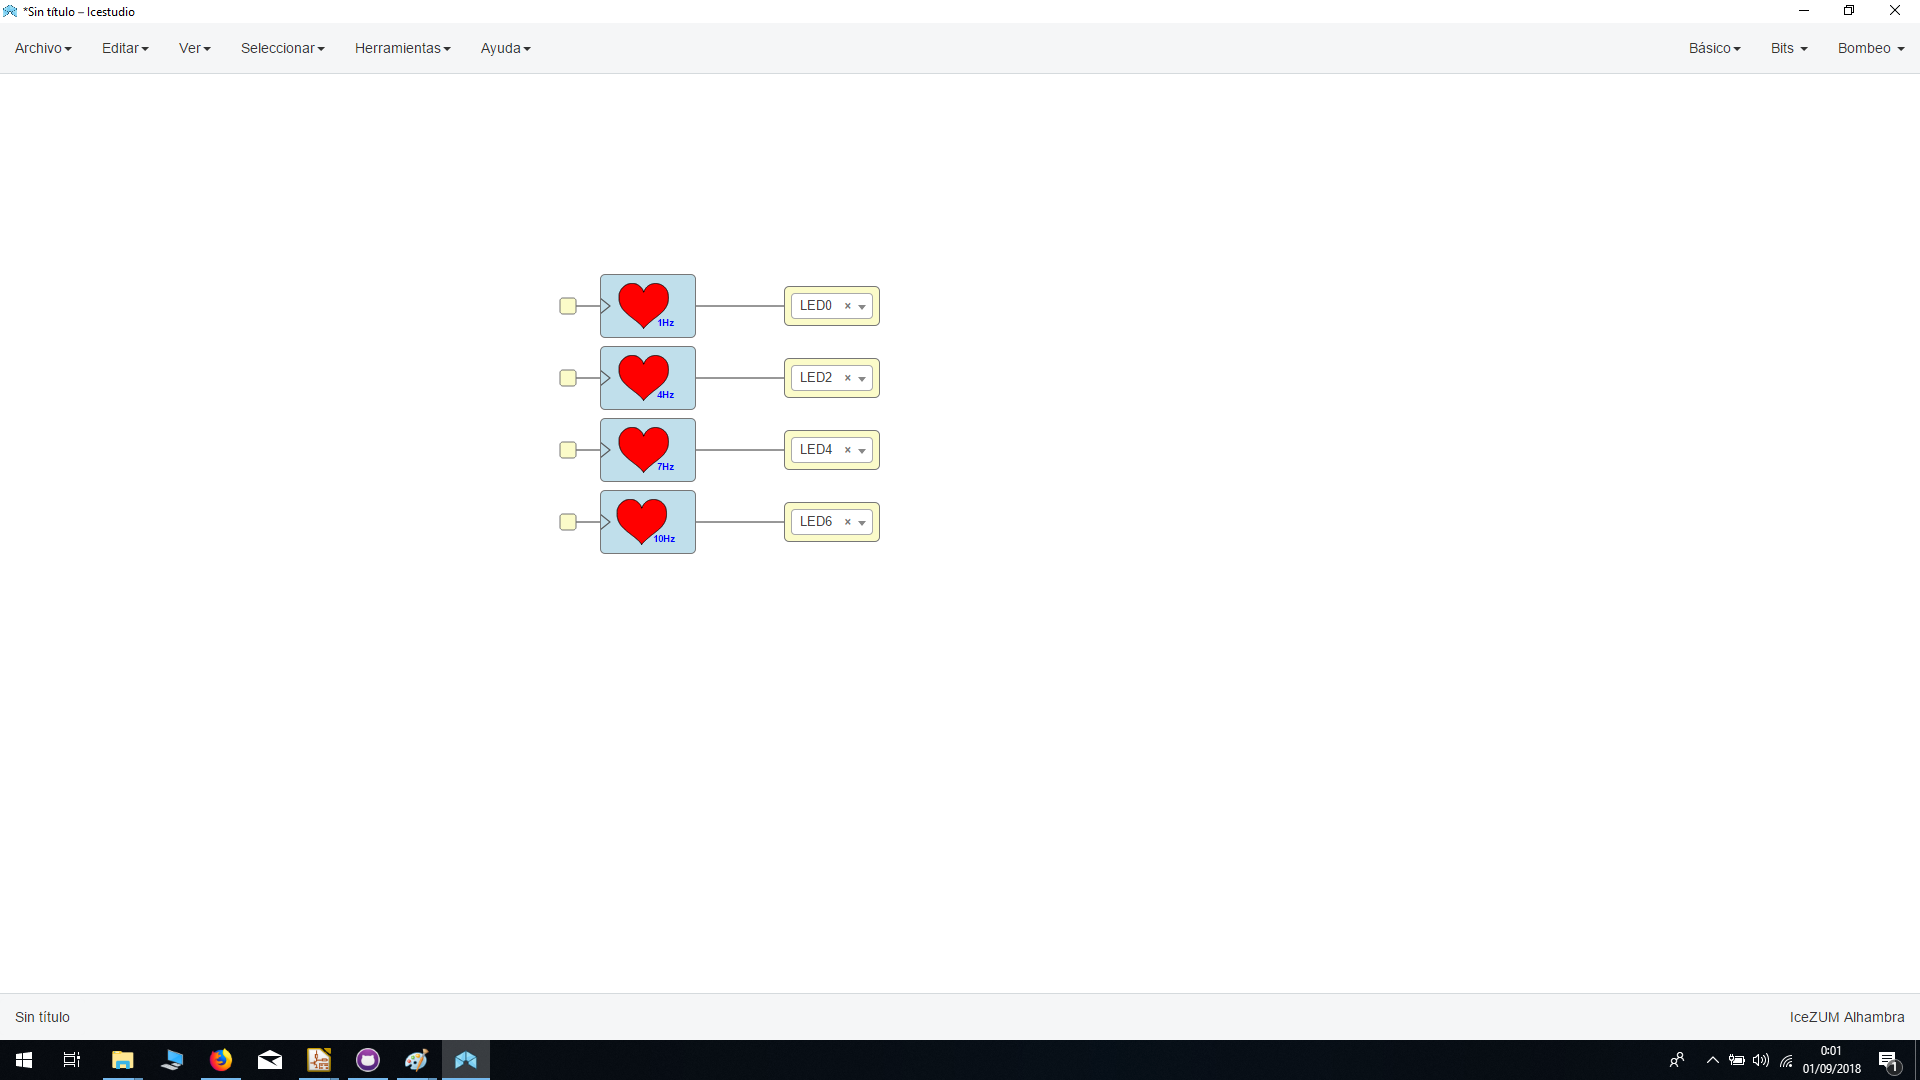 *Sin título – Icestudio
Archivo Editar Ver Seleccionar Herramientas Ayuda Básico Bits Bombeo
1Hz LED0 ×
4Hz LED2 ×
7Hz LED4 ×
10Hz LED6 ×
Sin título IceZUM Alhambra
0:01
01/09/2018
1